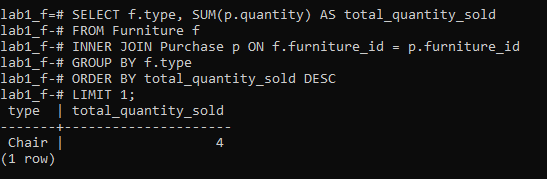 lab1_f=# SELECT f.type, SUM(p.quantity) AS total_quantity_sold
lab1_f-# FROM Furniture f
lab1_f-# INNER JOIN Purchase p ON f.furniture_id = p.furniture_id
lab1_f-# GROUP BY f.type
lab1_f-# ORDER BY total_quantity_sold DESC
lab1_f-# LIMIT 1;
 type  | total_quantity_sold
-------+---------------------
 Chair |                   4
(1 row)